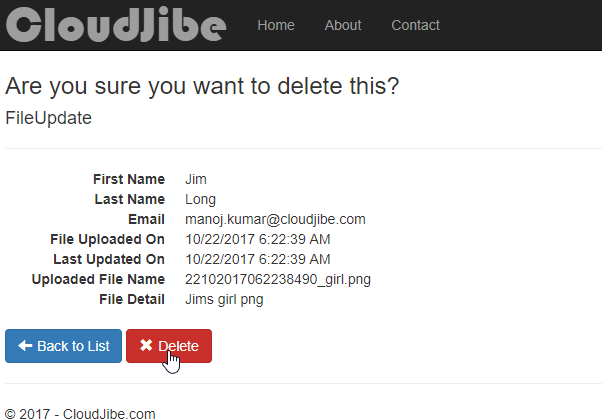 CloudJibe Home About Contact
Are you sure you want to delete this?
FileUpdate
First Name Jim
Last Name Long
Email manoj.kumar@cloudjibe.com
File Uploaded On 10/22/2017 6:22:39 AM
Last Updated On 10/22/2017 6:22:39 AM
Uploaded File Name 22102017062238490_girl.png
File Detail Jims girl png
Back to List Delete
© 2017 - CloudJibe.com